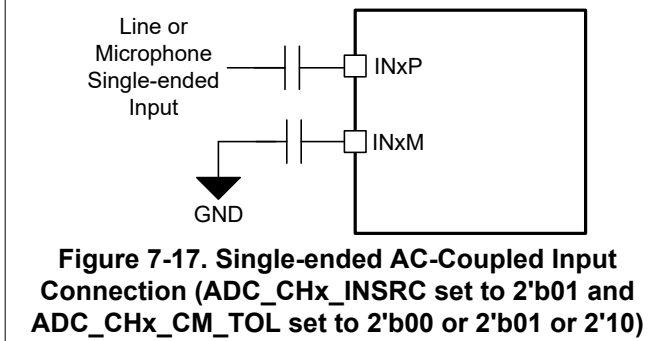 Line or
Microphone
Single-ended
Input
INxP
INxM
GND
Figure 7-17. Single-ended AC-Coupled Input
Connection (ADC_CHx_INSRC set to 2'b01 and
ADC_CHx_CM_TOL set to 2'b00 or 2'b01 or 2'10)